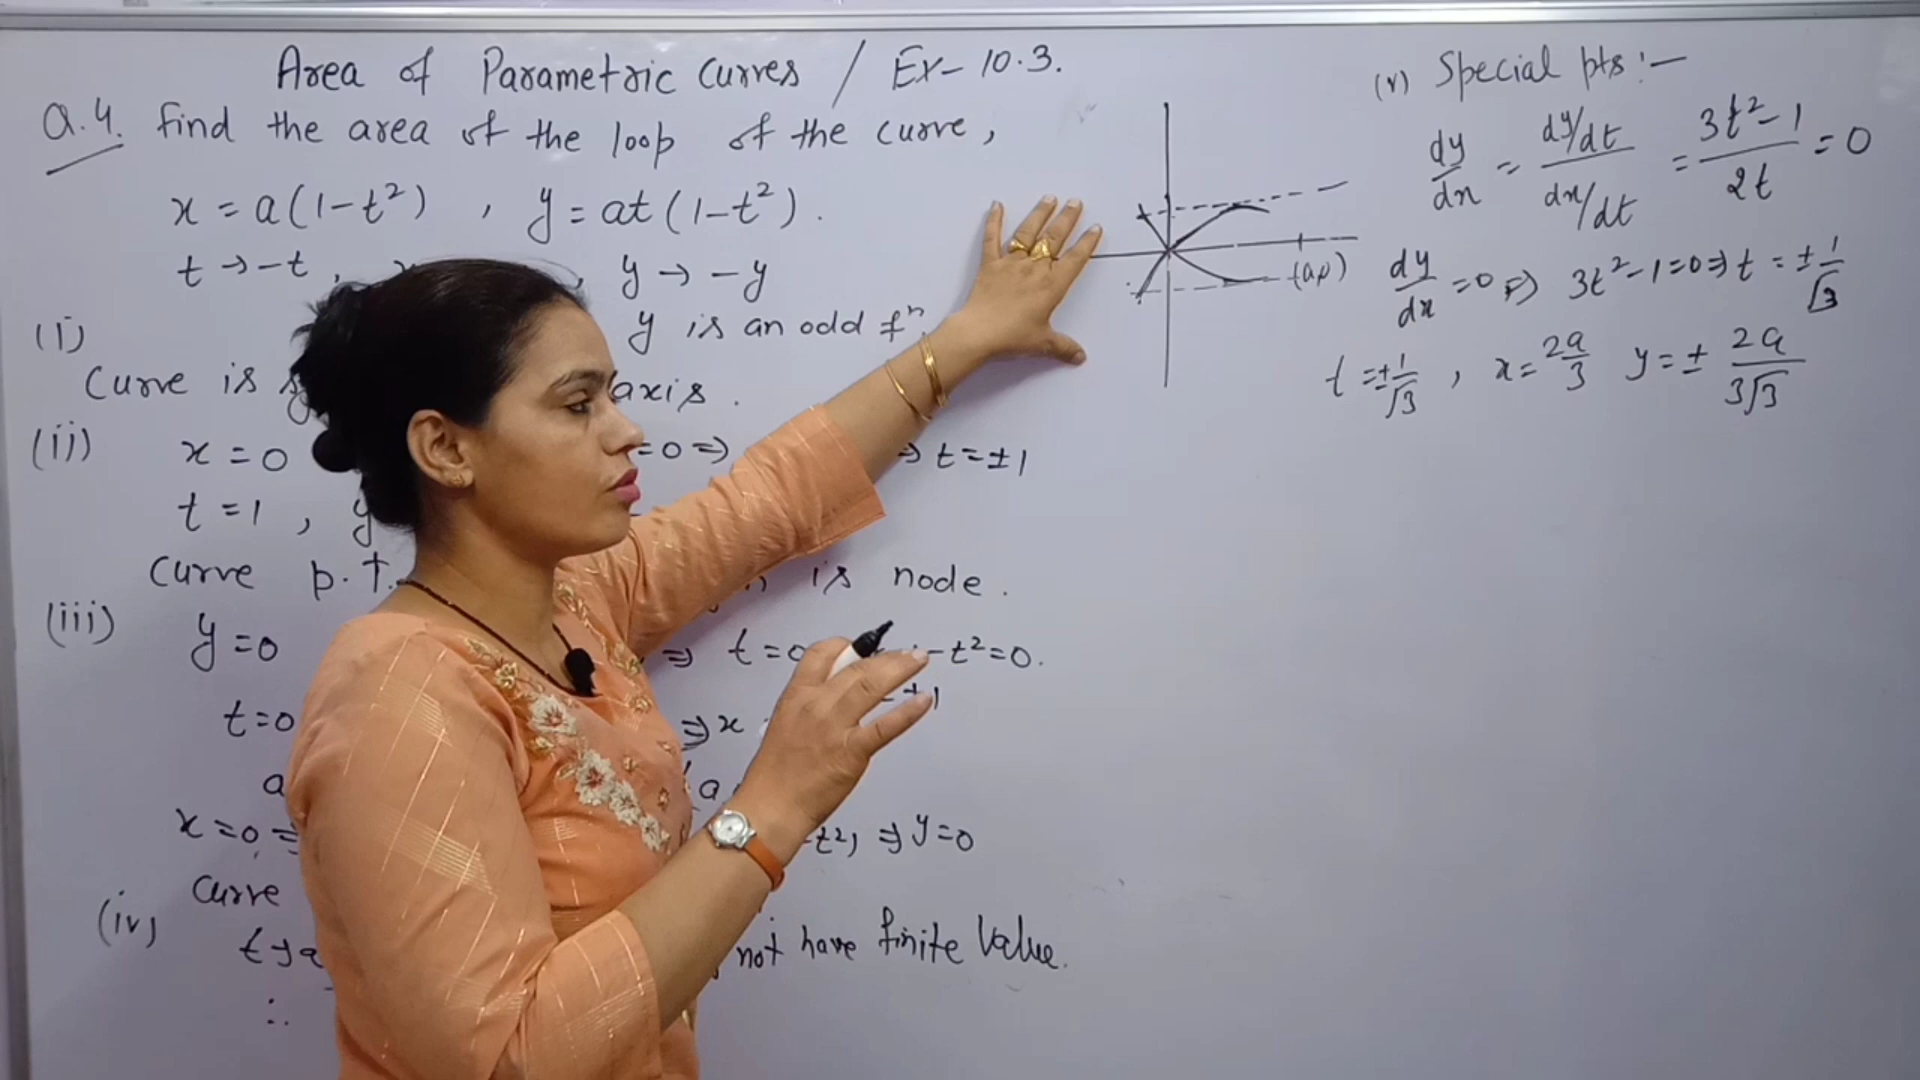 Area of Parametric Curves / Ex- 10.3.
Q.4. find the area of the loop of the curve,
x = a(1-t²) , y = at(1-t²).
t → -t, , y → -y
(i) y is an odd fⁿ.
Curve is axis.
(ii) x = 0 =0 ⇒ ⇒ t = ±1
t = 1 , y
Curve p.t. is node.
(iii) y = 0 ⇒ t = 0 -t² = 0.
t = 0 ⇒ x ±1
x = 0 ⇒ ⇒ y = 0
Curve
(iv) not have finite value.
∴
(a,0)
(v) Special pts :-
dy/dx = (dy/dt)/(dx/dt) = (3t²-1)/2t = 0
dy/dx = 0 ⇒ 3t²-1=0 ⇒ t = ± 1/√3
t = ± 1/√3 , x = 2a/3 y = ± 2a/3√3